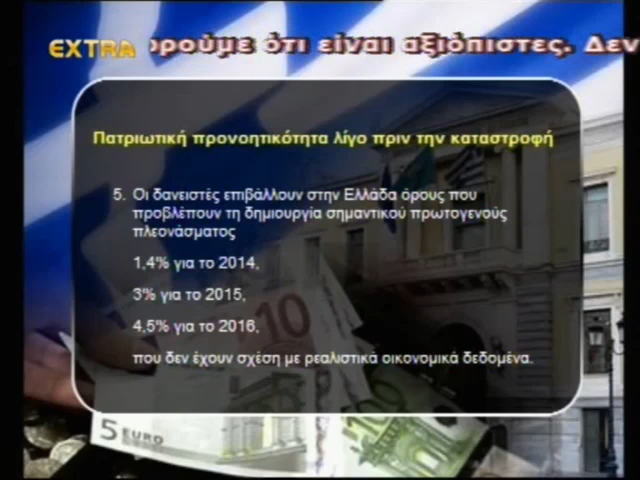 EXTRA
ρούμε ότι είναι αξιόπιστες. Δεν
Πατριωτική προνοητικότητα λίγο πριν την καταστροφή
5. Οι δανειστές επιβάλλουν στην Ελλάδα όρους που
προβλέπουν τη δημιουργία σημαντικού πρωτογενούς
πλεονάσματος
1,4% για το 2014,
3% για το 2015,
4,5% για το 2016,
που δεν έχουν σχέση με ρεαλιστικά οικονομικά δεδομένα.
10
5 EURO
100